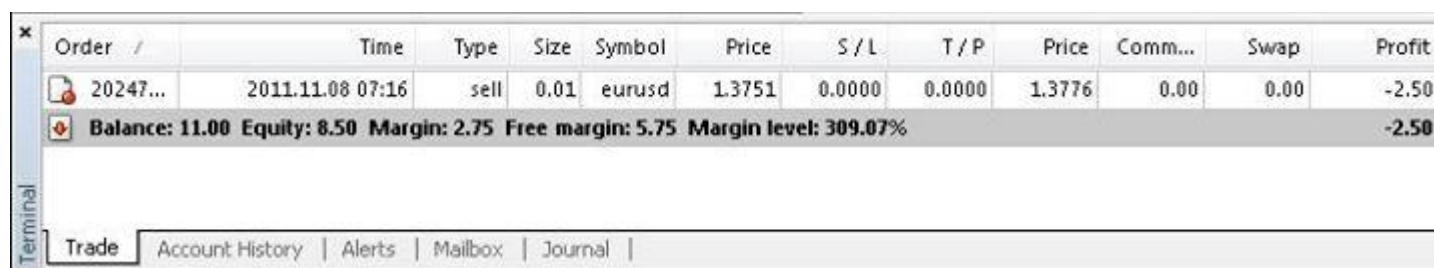 Order / Time Type Size Symbol Price S / L T / P Price Comm... Swap Profit
20247... 2011.11.08 07:16 sell 0.01 eurusd 1.3751 0.0000 0.0000 1.3776 0.00 0.00 -2.50
Balance: 11.00 Equity: 8.50 Margin: 2.75 Free margin: 5.75 Margin level: 309.07% -2.50
Terminal
Trade | Account History | Alerts | Mailbox | Journal |